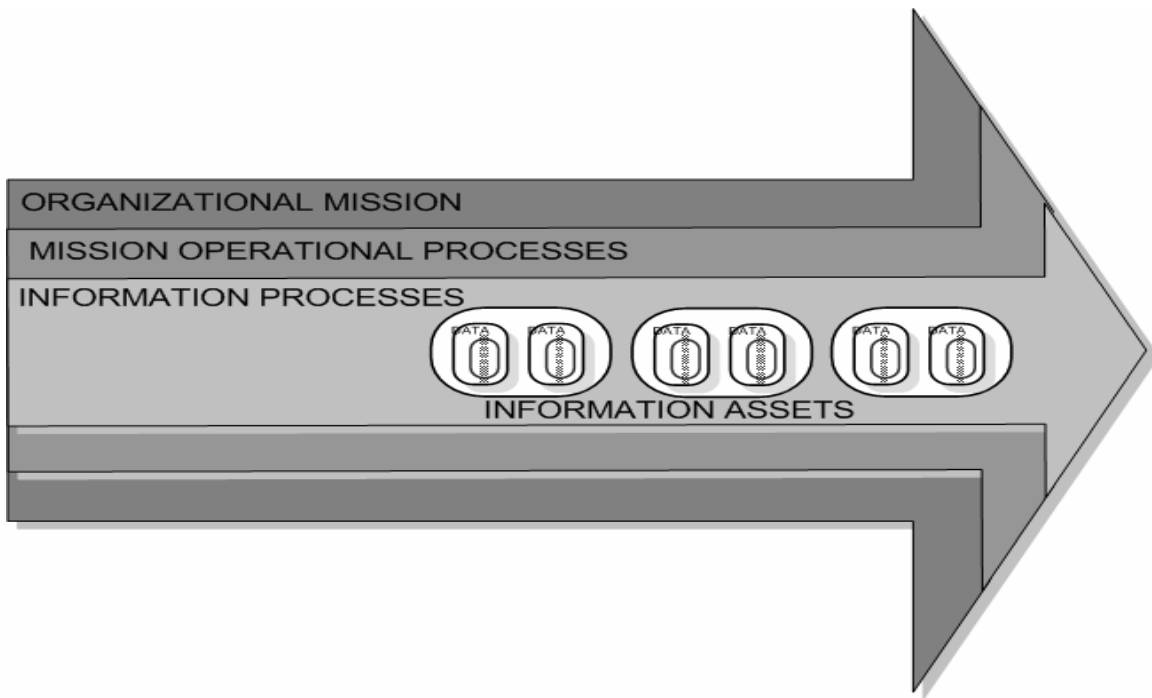 ORGANIZATIONAL MISSION
MISSION OPERATIONAL PROCESSES
INFORMATION PROCESSES
DATA DATA DATA DATA DATA DATA
INFORMATION ASSETS